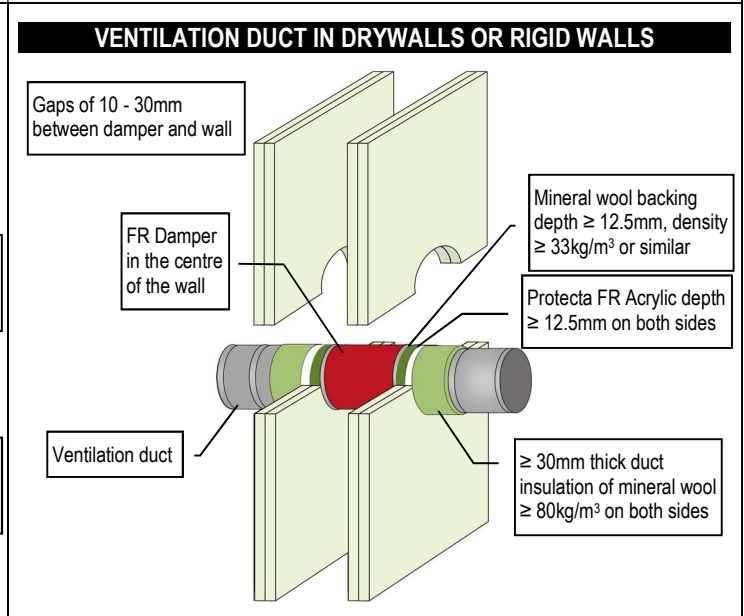 VENTILATION DUCT IN DRYWALLS OR RIGID WALLS
Gaps of 10 - 30mm
between damper and wall
FR Damper
in the centre
of the wall
Mineral wool backing
depth ≥ 12.5mm, density
≥ 33kg/m³ or similar
Protecta FR Acrylic depth
≥ 12.5mm on both sides
Ventilation duct
≥ 30mm thick duct
insulation of mineral wool
≥ 80kg/m³ on both sides